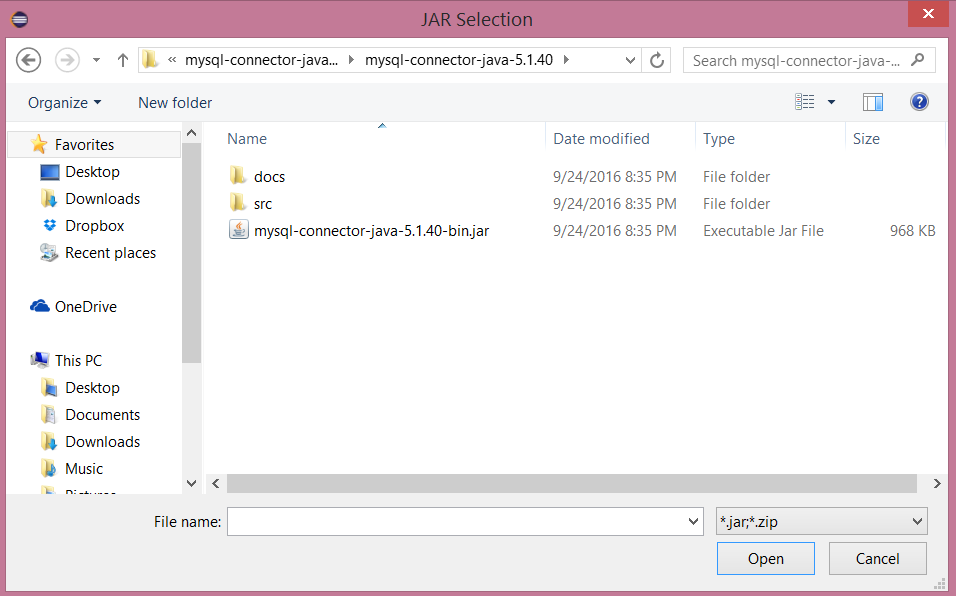 JAR Selection
« mysql-connector-java... mysql-connector-java-5.1.40
Search mysql-connector-java-...
Organize New folder
Name Date modified Type Size
docs 9/24/2016 8:35 PM File folder
src 9/24/2016 8:35 PM File folder
mysql-connector-java-5.1.40-bin.jar 9/24/2016 8:35 PM Executable Jar File 968 KB
Favorites
Desktop
Downloads
Dropbox
Recent places
OneDrive
This PC
Desktop
Documents
Downloads
Music
Pictures
File name: *.jar;*.zip
Open Cancel